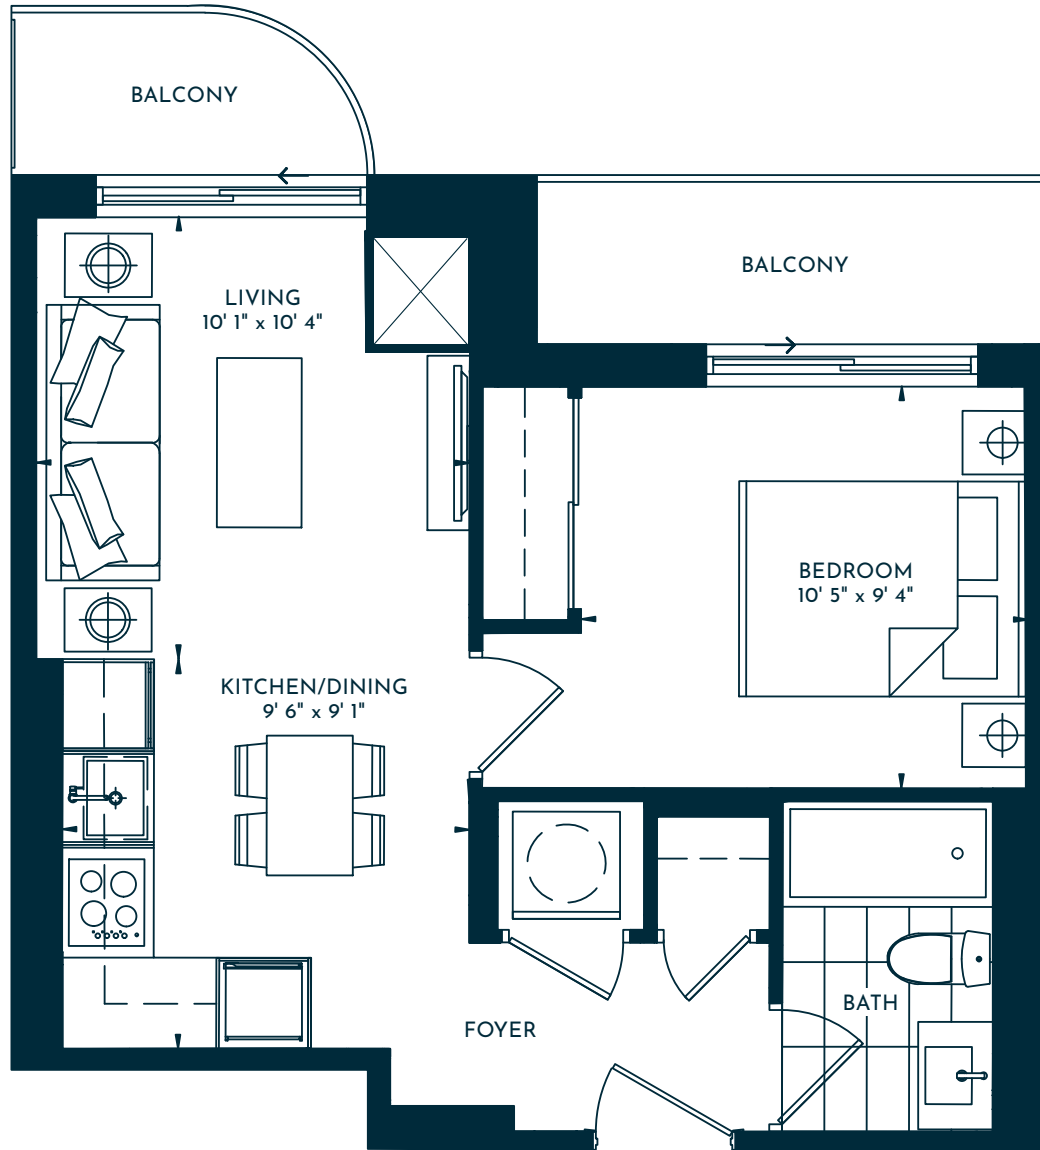 BALCONY
BALCONY
LIVING
10' 1" x 10' 4"
BEDROOM
10' 5" x 9' 4"
KITCHEN/DINING
9' 6" x 9' 1"
BATH
FOYER